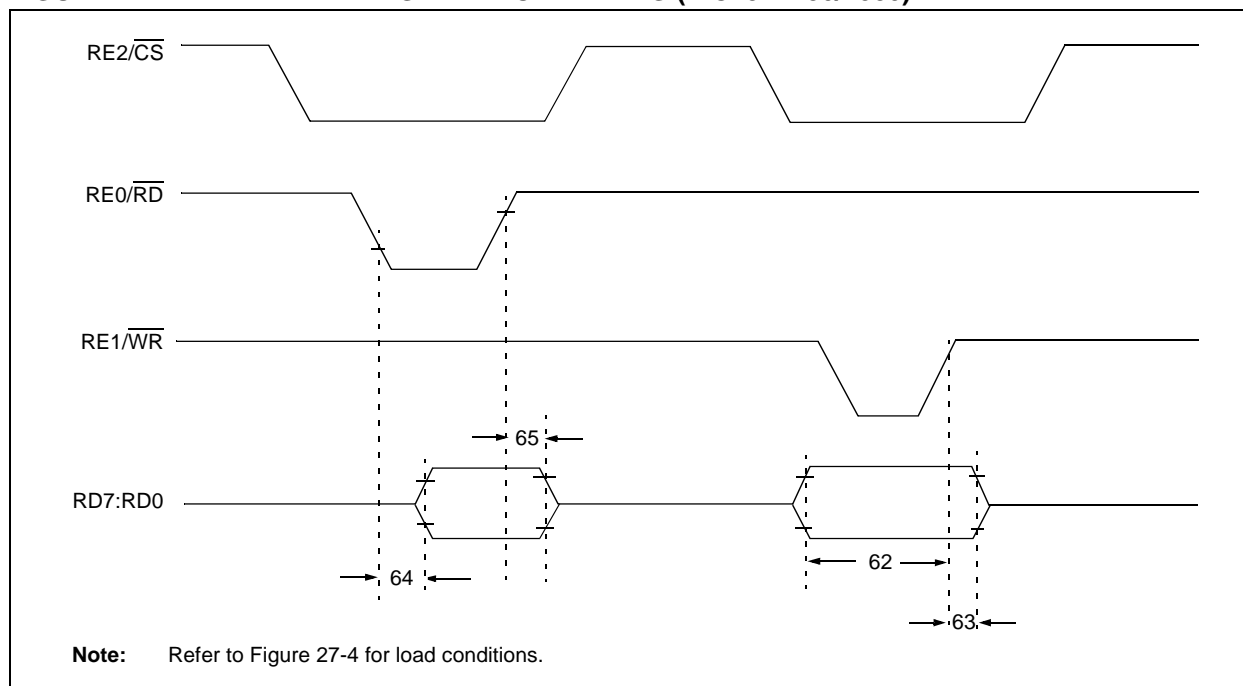 RE2/CS
RE0/RD
RE1/WR
65
RD7:RD0
62
64
63
Note: Refer to Figure 27-4 for load conditions.